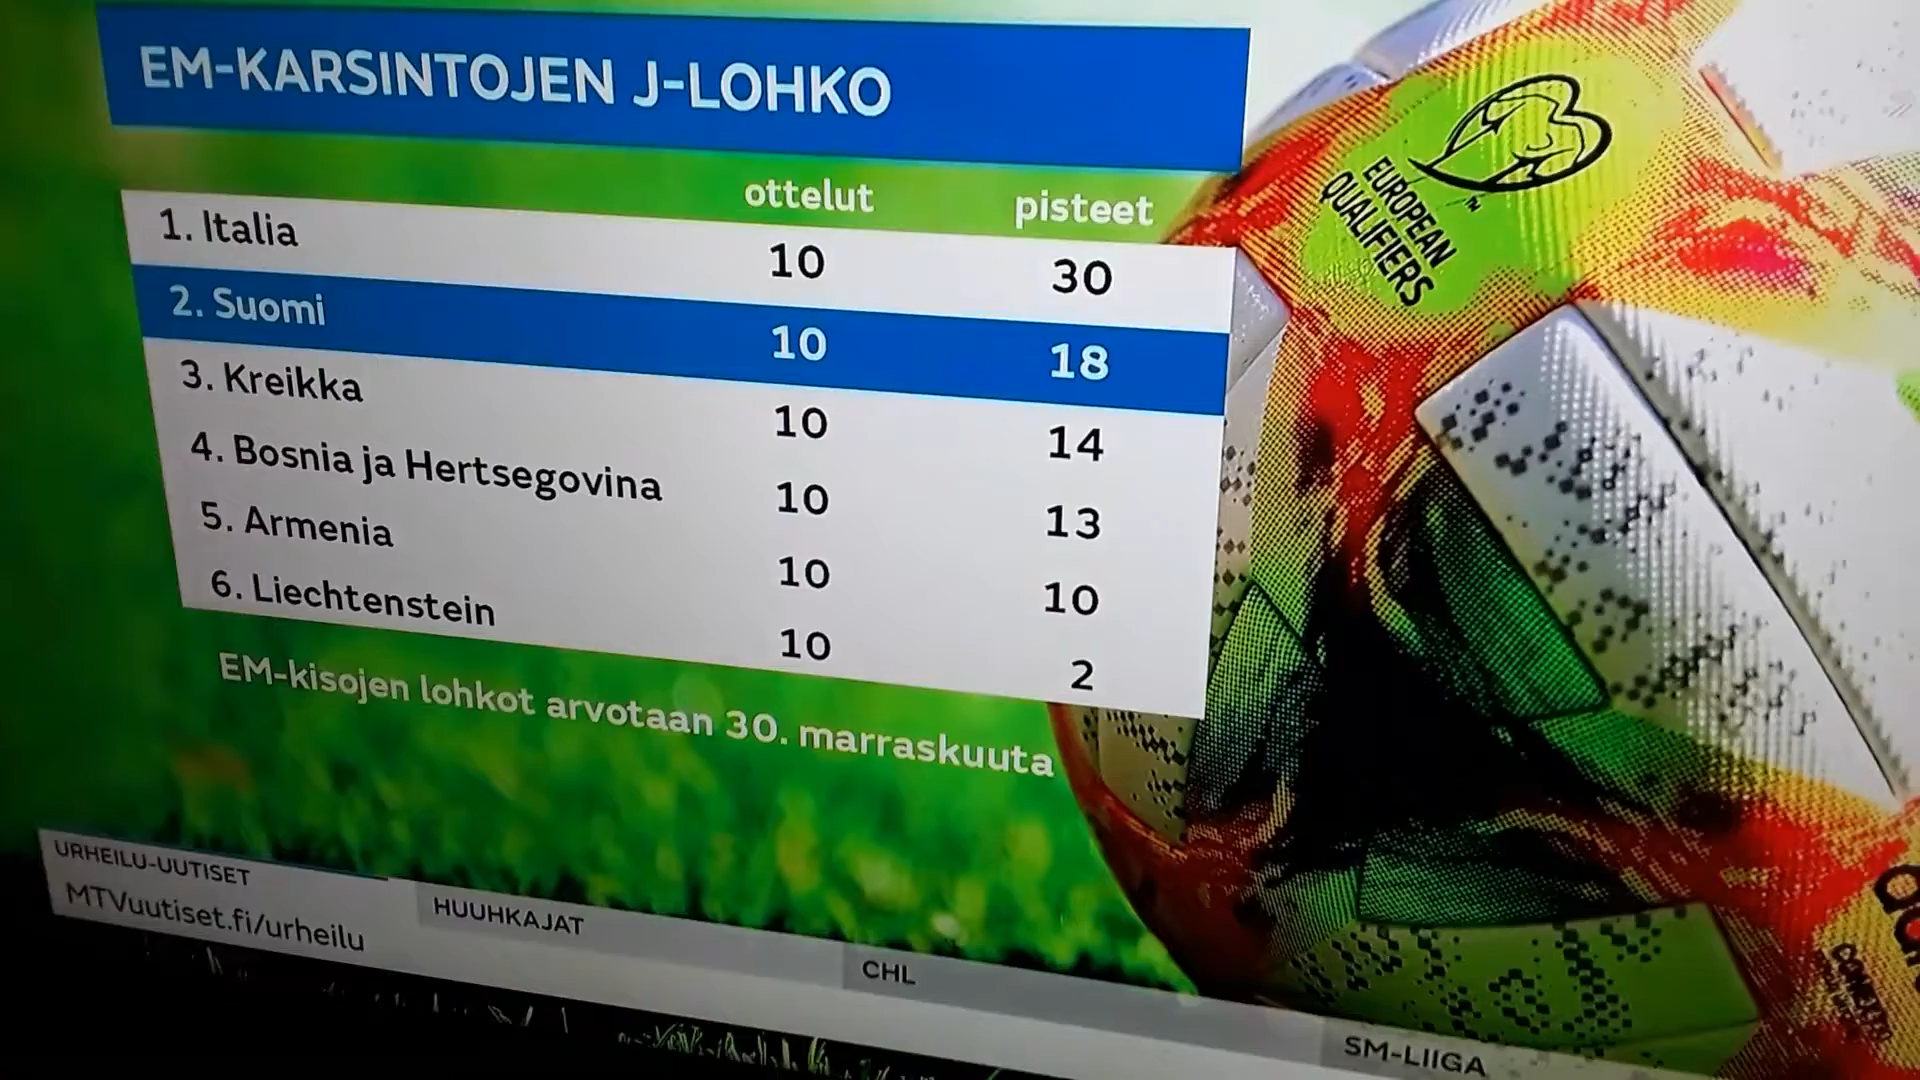 EM-KARSINTOJEN J-LOHKO
ottelut pisteet
1. Italia 10 30
2. Suomi 10 18
3. Kreikka 10 14
4. Bosnia ja Hertsegovina 10 13
5. Armenia 10 10
6. Liechtenstein 10 2
EM-kisojen lohkot arvotaan 30. marraskuuta
URHEILU-UUTISET
MTVuutiset.fi/urheilu
HUUHKAJAT
CHL
SM-LIIGA
EUROPEAN
QUALIFIERS